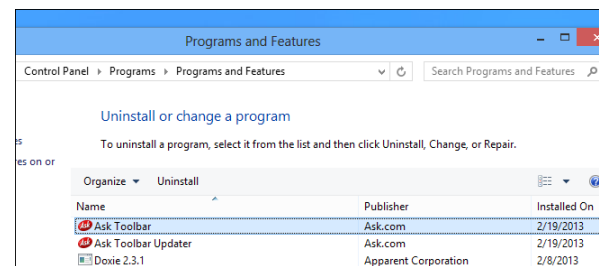 Programs and Features
Control Panel Programs Programs and Features Search Programs and Features
Uninstall or change a program
To uninstall a program, select it from the list and then click Uninstall, Change, or Repair.
res on or
Organize Uninstall
Name Publisher Installed On
Ask Toolbar Ask.com 2/19/2013
Ask Toolbar Updater Ask.com 2/19/2013
Doxie 2.3.1 Apparent Corporation 2/8/2013